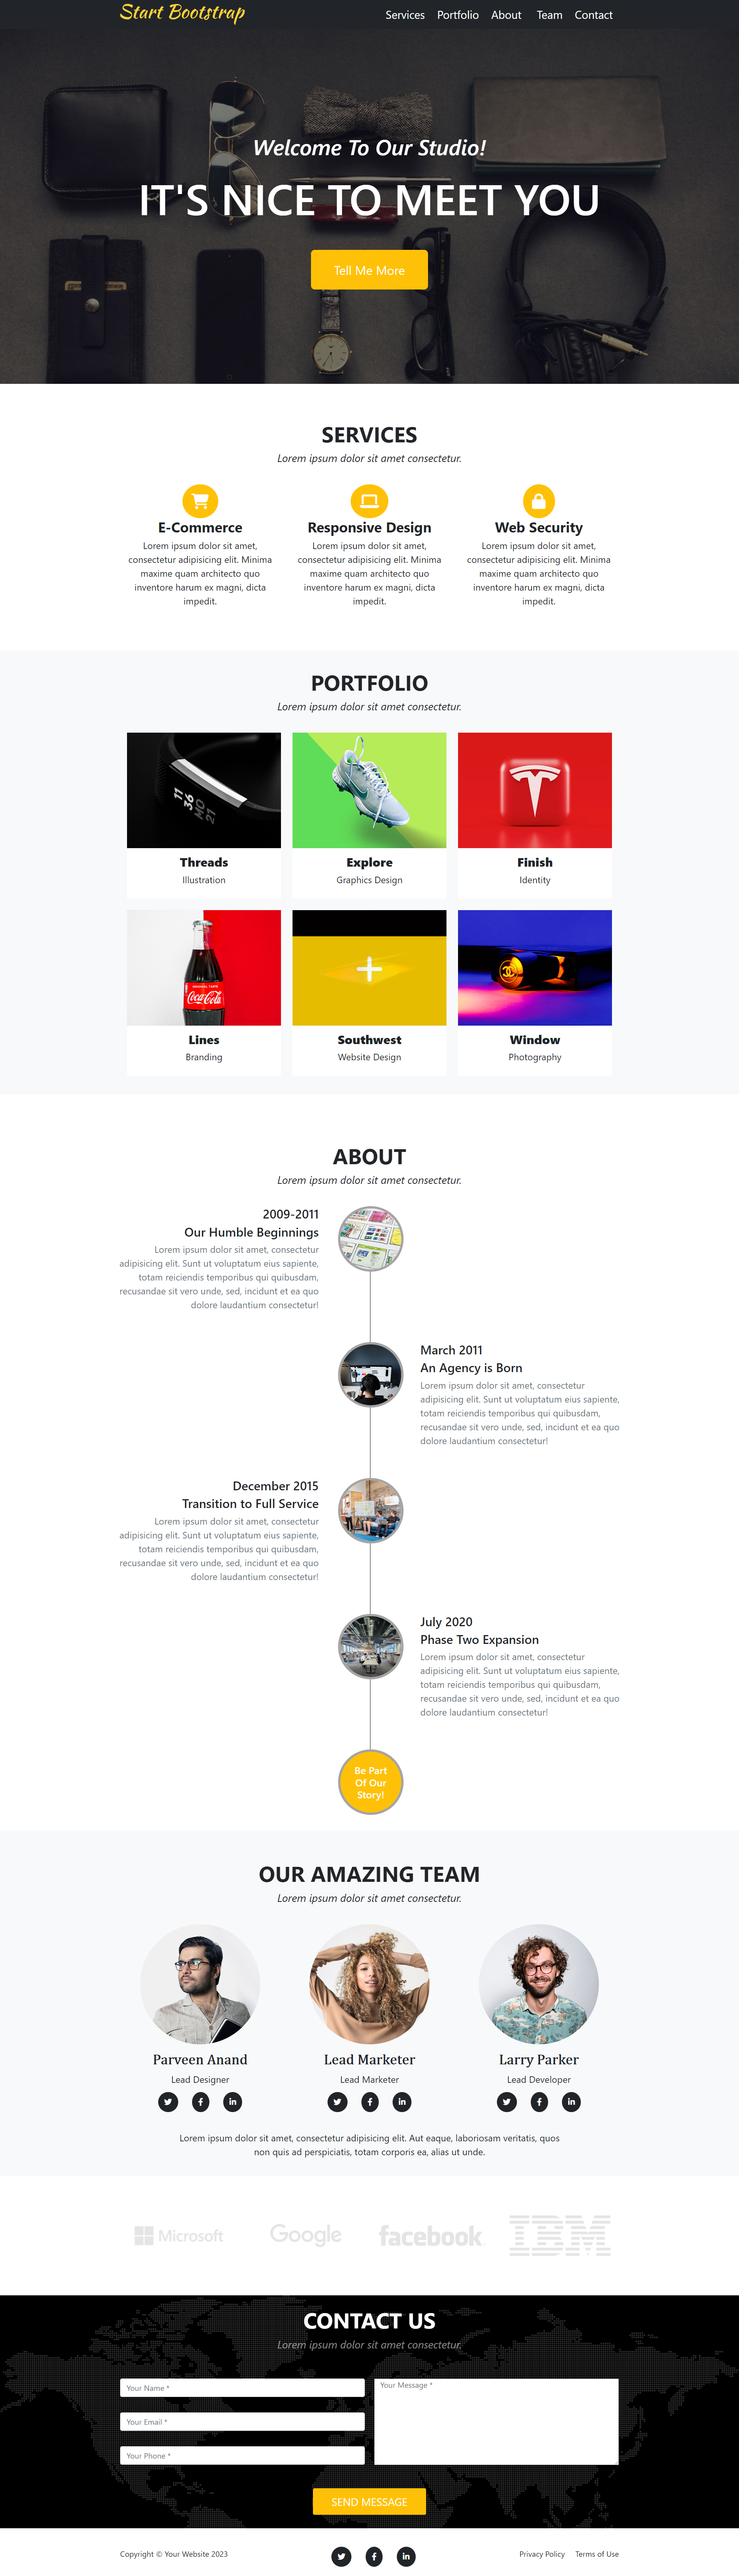 Start Bootstrap
Services Portfolio About Team Contact
Welcome To Our Studio!
IT'S NICE TO MEET YOU
Tell Me More
SERVICES
Lorem ipsum dolor sit amet consectetur.
E-Commerce
Lorem ipsum dolor sit amet,
consectetur adipisicing elit. Minima
maxime quam architecto quo
inventore harum ex magni, dicta
impedit.
Responsive Design
Lorem ipsum dolor sit amet,
consectetur adipisicing elit. Minima
maxime quam architecto quo
inventore harum ex magni, dicta
impedit.
Web Security
Lorem ipsum dolor sit amet,
consectetur adipisicing elit. Minima
maxime quam architecto quo
inventore harum ex magni, dicta
impedit.
PORTFOLIO
Lorem ipsum dolor sit amet consectetur.
11
36
MO
21
Threads
Illustration
Explore
Graphics Design
Finish
Identity
ORIGINAL TASTE
Coca-Cola
Lines
Branding
Southwest
Website Design
Window
Photography
ABOUT
Lorem ipsum dolor sit amet consectetur.
2009-2011
Our Humble Beginnings
Lorem ipsum dolor sit amet, consectetur
adipisicing elit. Sunt ut voluptatum eius sapiente,
totam reiciendis temporibus qui quibusdam,
recusandae sit vero unde, sed, incidunt et ea quo
dolore laudantium consectetur!
March 2011
An Agency is Born
Lorem ipsum dolor sit amet, consectetur
adipisicing elit. Sunt ut voluptatum eius sapiente,
totam reiciendis temporibus qui quibusdam,
recusandae sit vero unde, sed, incidunt et ea quo
dolore laudantium consectetur!
December 2015
Transition to Full Service
Lorem ipsum dolor sit amet, consectetur
adipisicing elit. Sunt ut voluptatum eius sapiente,
totam reiciendis temporibus qui quibusdam,
recusandae sit vero unde, sed, incidunt et ea quo
dolore laudantium consectetur!
July 2020
Phase Two Expansion
Lorem ipsum dolor sit amet, consectetur
adipisicing elit. Sunt ut voluptatum eius sapiente,
totam reiciendis temporibus qui quibusdam,
recusandae sit vero unde, sed, incidunt et ea quo
dolore laudantium consectetur!
Be Part
Of Our
Story!
OUR AMAZING TEAM
Lorem ipsum dolor sit amet consectetur.
Parveen Anand
Lead Designer
Lead Marketer
Lead Marketer
Larry Parker
Lead Developer
Lorem ipsum dolor sit amet, consectetur adipisicing elit. Aut eaque, laboriosam veritatis, quos
non quis ad perspiciatis, totam corporis ea, alias ut unde.
Microsoft
Google
facebook
IBM
CONTACT US
Lorem ipsum dolor sit amet consectetur.
Your Name *
Your Email *
Your Phone *
Your Message *
SEND MESSAGE
Copyright © Your Website 2023
Privacy Policy Terms of Use